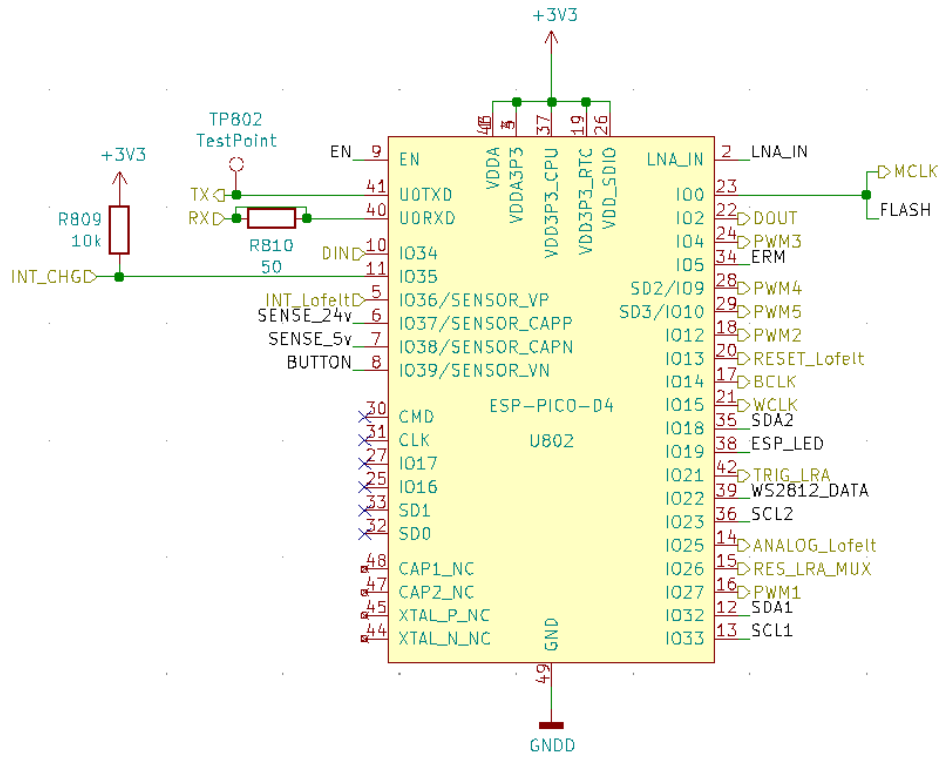 +3V3
TP802
TestPoint
+3V3
R809
10k
TX
RX
R810
50
INT_CHG
DIN
INT_Lofelt
SENSE_24v
SENSE_5v
BUTTON
EN 9 EN
41 U0TXD
40 U0RXD
10 IO34
11 IO35
5 IO36/SENSOR_VP
6 IO37/SENSOR_CAPP
7 IO38/SENSOR_CAPN
8 IO39/SENSOR_VN
30 CMD
31 CLK
27 IO17
25 IO16
33 SD1
32 SD0
48 CAP1_NC
47 CAP2_NC
45 XTAL_P_NC
44 XTAL_N_NC
VDDA
VDDA3P3
37 VDD3P3_CPU
19 VDD3P3_RTC
26 VDD_SDIO
ESP-PICO-D4
U802
LNA_IN 2 LNA_IN
IO0 23
MCLK
FLASH
IO2 22 DOUT
IO4 24 PWM3
IO5 34 ERM
SD2/IO9 28 PWM4
SD3/IO10 29 PWM5
IO12 18 PWM2
IO13 20 RESET_Lofelt
IO14 17 BCLK
IO15 21 WCLK
IO18 35 SDA2
IO19 38 ESP_LED
IO21 42 TRIG_LRA
IO22 39 WS2812_DATA
IO23 36 SCL2
IO25 14 ANALOG_Lofelt
IO26 15 RES_LRA_MUX
IO27 16 PWM1
IO32 12 SDA1
IO33 13 SCL1
GND
49
GNDD